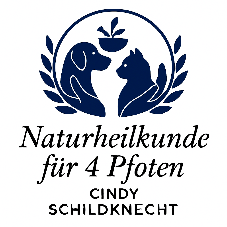 Naturheilkunde
für 4 Pfoten
CINDY
SCHILDKNECHT